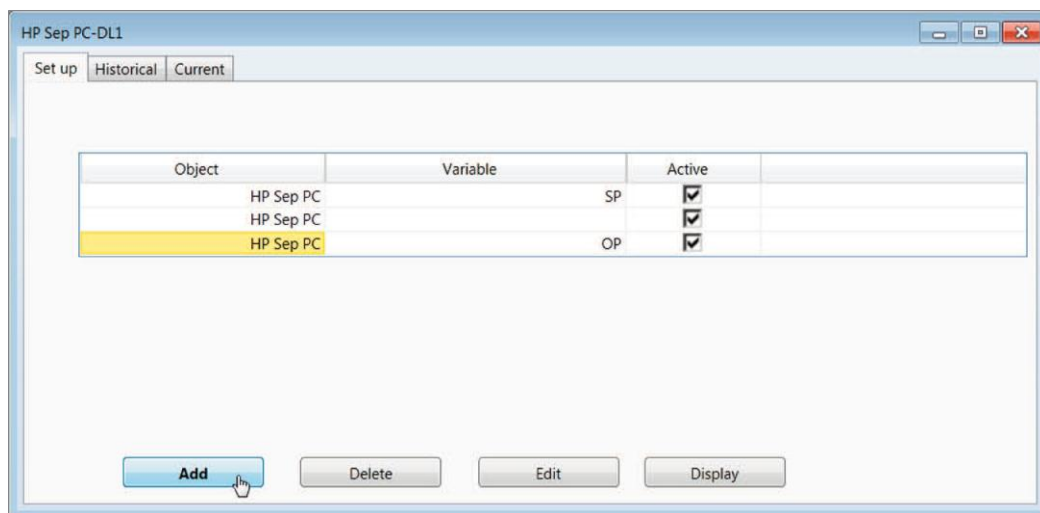 HP Sep PC-DL1
Set up Historical Current
Object Variable Active
HP Sep PC SP
HP Sep PC
HP Sep PC OP
Add Delete Edit Display